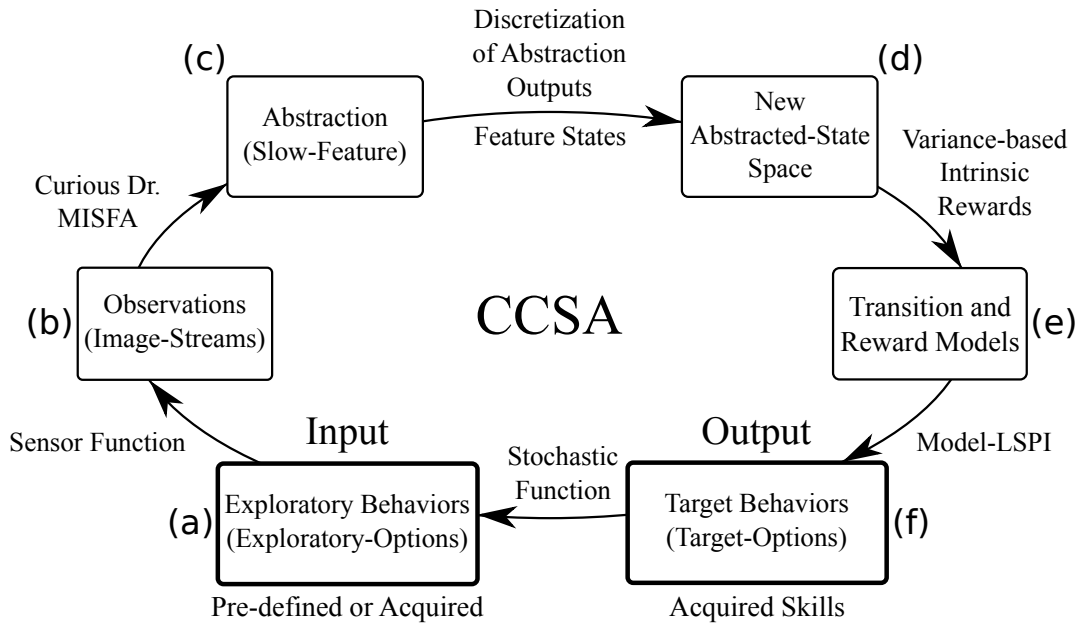 (c)
Discretization
of Abstraction
Outputs
(d)
Abstraction
(Slow-Feature)
Feature States
New
Abstracted-State
Space
Variance-based
Intrinsic
Rewards
Curious Dr.
MISFA
(b)
Observations
(Image-Streams)
CCSA
Transition and
Reward Models
(e)
Sensor Function
Input
Output
Model-LSPI
Stochastic
Function
(a)
Exploratory Behaviors
(Exploratory-Options)
Target Behaviors
(Target-Options)
(f)
Pre-defined or Acquired
Acquired Skills